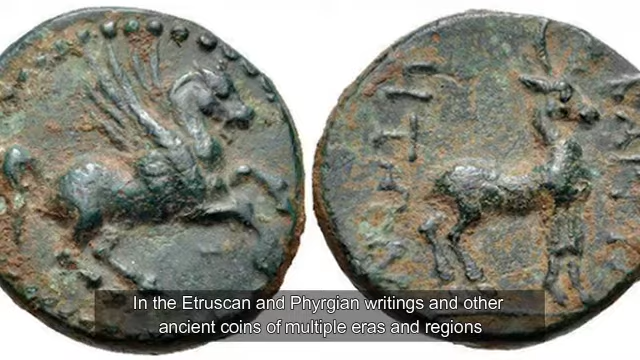 In the Etruscan and Phyrgian writings and other
ancient coins of multiple eras and regions